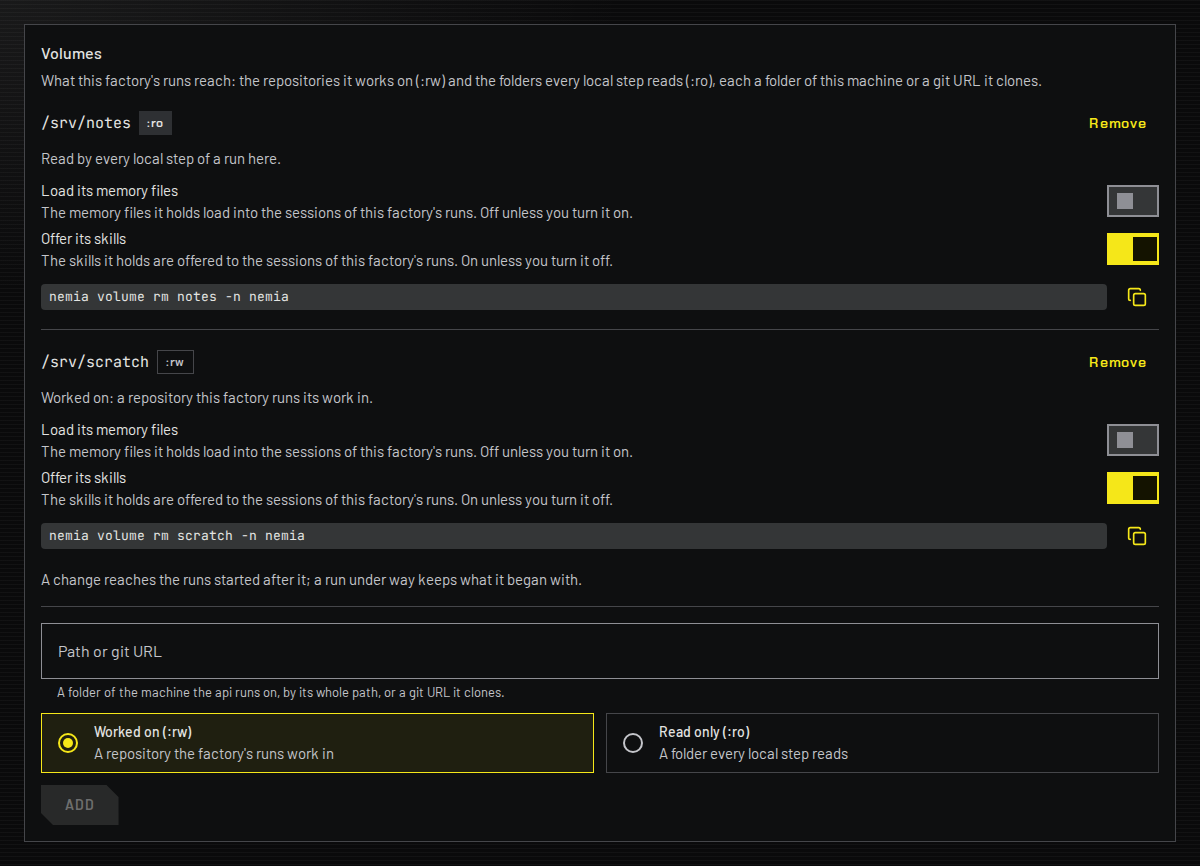 Volumes
What this factory's runs reach: the repositories it works on (:rw) and the folders every local step reads (:ro), each a folder of this machine or a git URL it clones.
/srv/notes :ro Remove
Read by every local step of a run here.
Load its memory files
The memory files it holds load into the sessions of this factory's runs. Off unless you turn it on.
Offer its skills
The skills it holds are offered to the sessions of this factory's runs. On unless you turn it off.
nemia volume rm notes -n nemia
/srv/scratch :rw Remove
Worked on: a repository this factory runs its work in.
Load its memory files
The memory files it holds load into the sessions of this factory's runs. Off unless you turn it on.
Offer its skills
The skills it holds are offered to the sessions of this factory's runs. On unless you turn it off.
nemia volume rm scratch -n nemia
A change reaches the runs started after it; a run under way keeps what it began with.
Path or git URL
A folder of the machine the api runs on, by its whole path, or a git URL it clones.
Worked on (:rw)
A repository the factory's runs work in
Read only (:ro)
A folder every local step reads
ADD